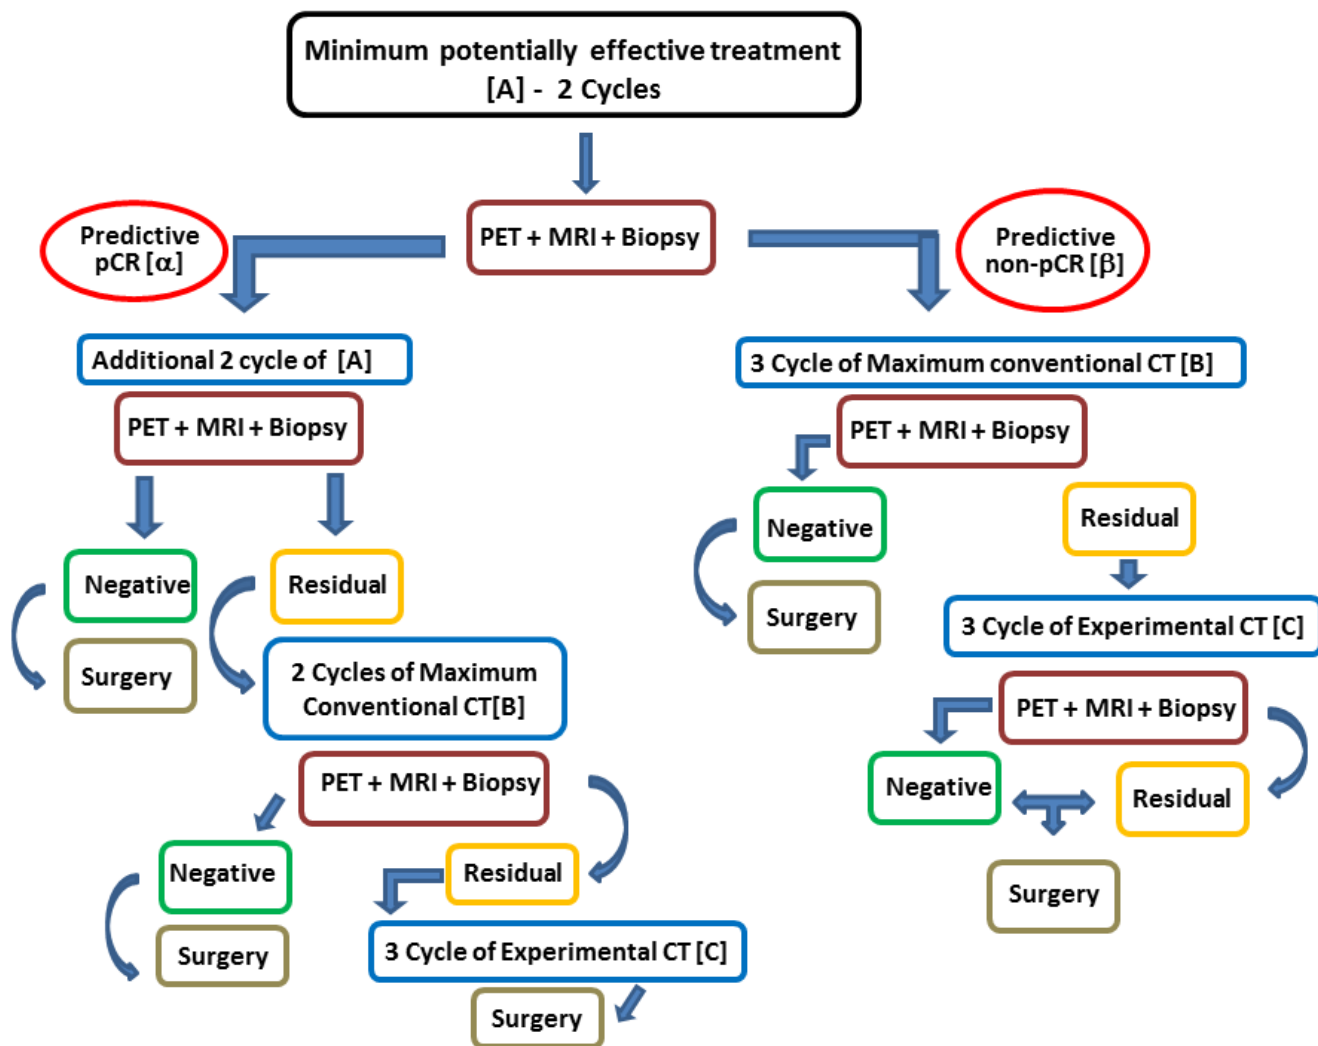 Minimum potentially effective treatment
[A] - 2 Cycles
PET + MRI + Biopsy
Predictive
pCR [α]
Predictive
non-pCR [β]
Additional 2 cycle of [A]
PET + MRI + Biopsy
Negative
Surgery
Residual
2 Cycles of Maximum
Conventional CT[B]
PET + MRI + Biopsy
Negative
Surgery
Residual
3 Cycle of Experimental CT [C]
Surgery
3 Cycle of Maximum conventional CT [B]
PET + MRI + Biopsy
Negative
Surgery
Residual
3 Cycle of Experimental CT [C]
PET + MRI + Biopsy
Negative
Residual
Surgery